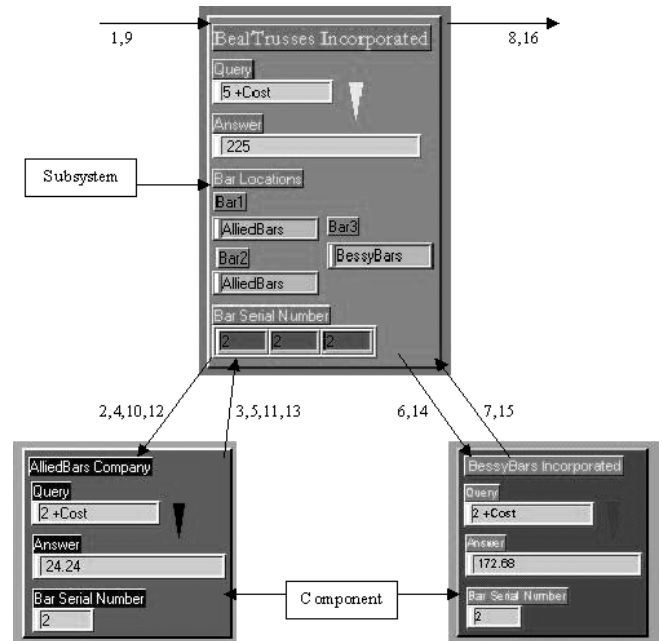 1,9
8,16
BealTrusses Incorporated
Query
5 +Cost
Answer
225
Subsystem
Bar Locations
Bar1
AlliedBars
Bar3
BessyBars
Bar2
AlliedBars
Bar Serial Number
2 2 2
2,4,10,12
3,5,11,13
6,14
7,15
AlliedBars Company
Query
2 +Cost
Answer
24.24
Bar Serial Number
2
Component
BessyBars Incorporated
Query
2 +Cost
Answer
172.68
Bar Serial Number
2